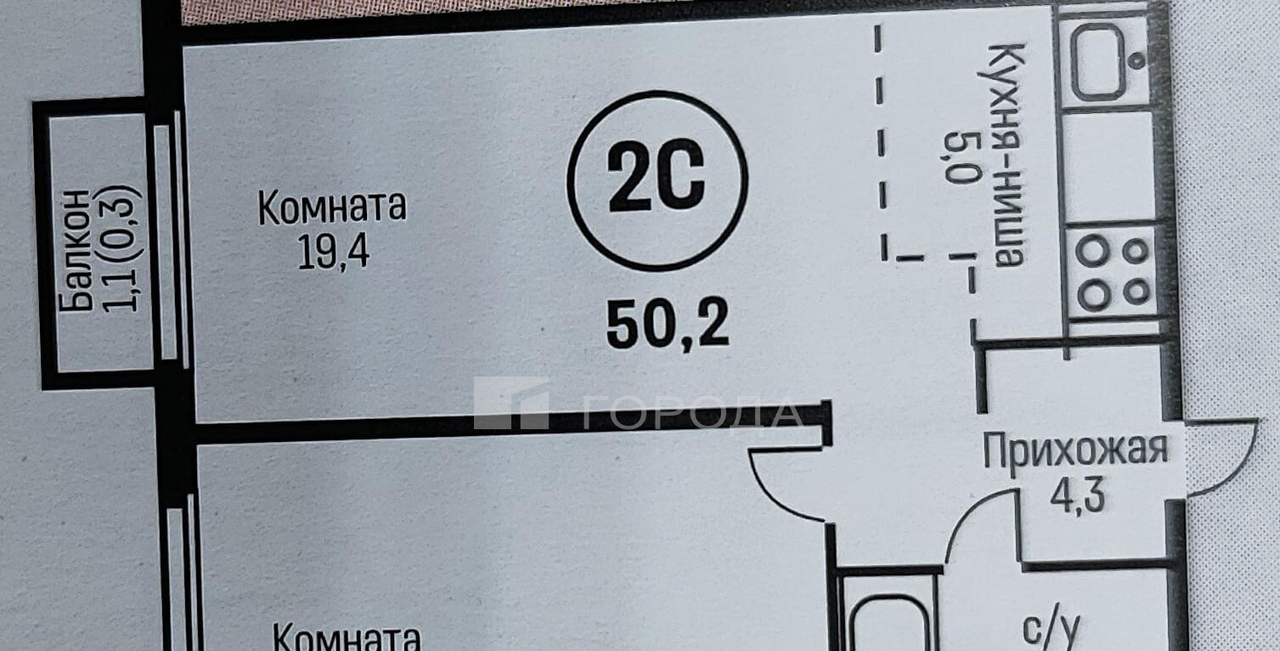 2С
50,2
Комната
19,4
Балкон
1,1(0,3)
Кухня-ниша
5,0
ГОРОДА
Прихожая
4,3
Комната
с/у